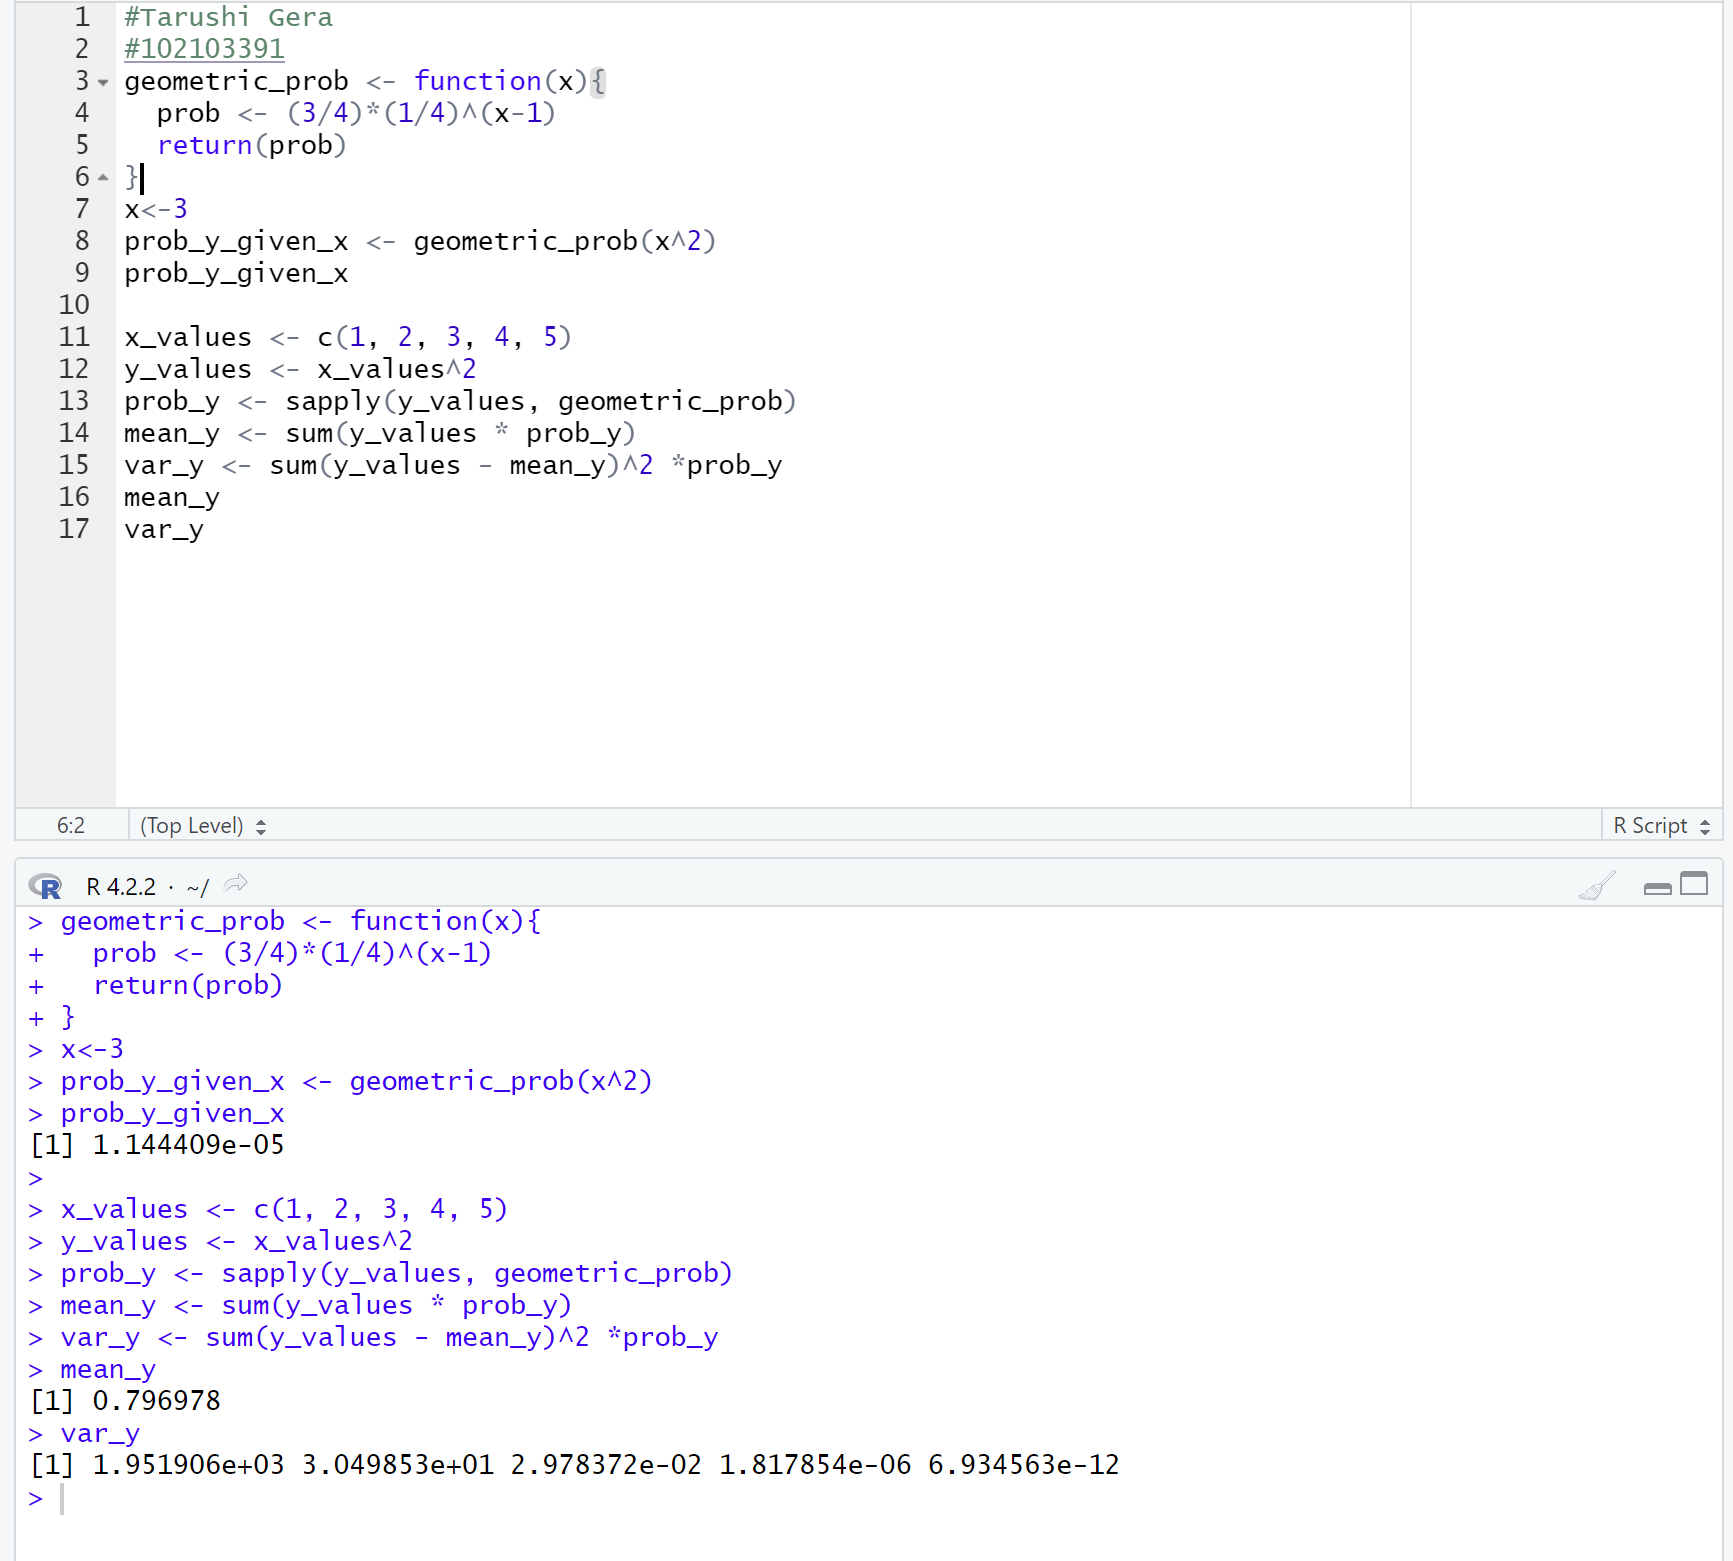 1 #Tarushi Gera
2 #102103391
3 geometric_prob <- function(x){
4   prob <- (3/4)*(1/4)^(x-1)
5   return(prob)
6 }
7 x<-3
8 prob_y_given_x <- geometric_prob(x^2)
9 prob_y_given_x
10
11 x_values <- c(1, 2, 3, 4, 5)
12 y_values <- x_values^2
13 prob_y <- sapply(y_values, geometric_prob)
14 mean_y <- sum(y_values * prob_y)
15 var_y <- sum(y_values - mean_y)^2 *prob_y
16 mean_y
17 var_y
6:2 (Top Level) R Script
R R 4.2.2 · ~/
> geometric_prob <- function(x){
+   prob <- (3/4)*(1/4)^(x-1)
+   return(prob)
+ }
> x<-3
> prob_y_given_x <- geometric_prob(x^2)
> prob_y_given_x
[1] 1.144409e-05
>
> x_values <- c(1, 2, 3, 4, 5)
> y_values <- x_values^2
> prob_y <- sapply(y_values, geometric_prob)
> mean_y <- sum(y_values * prob_y)
> var_y <- sum(y_values - mean_y)^2 *prob_y
> mean_y
[1] 0.796978
> var_y
[1] 1.951906e+03 3.049853e+01 2.978372e-02 1.817854e-06 6.934563e-12
>